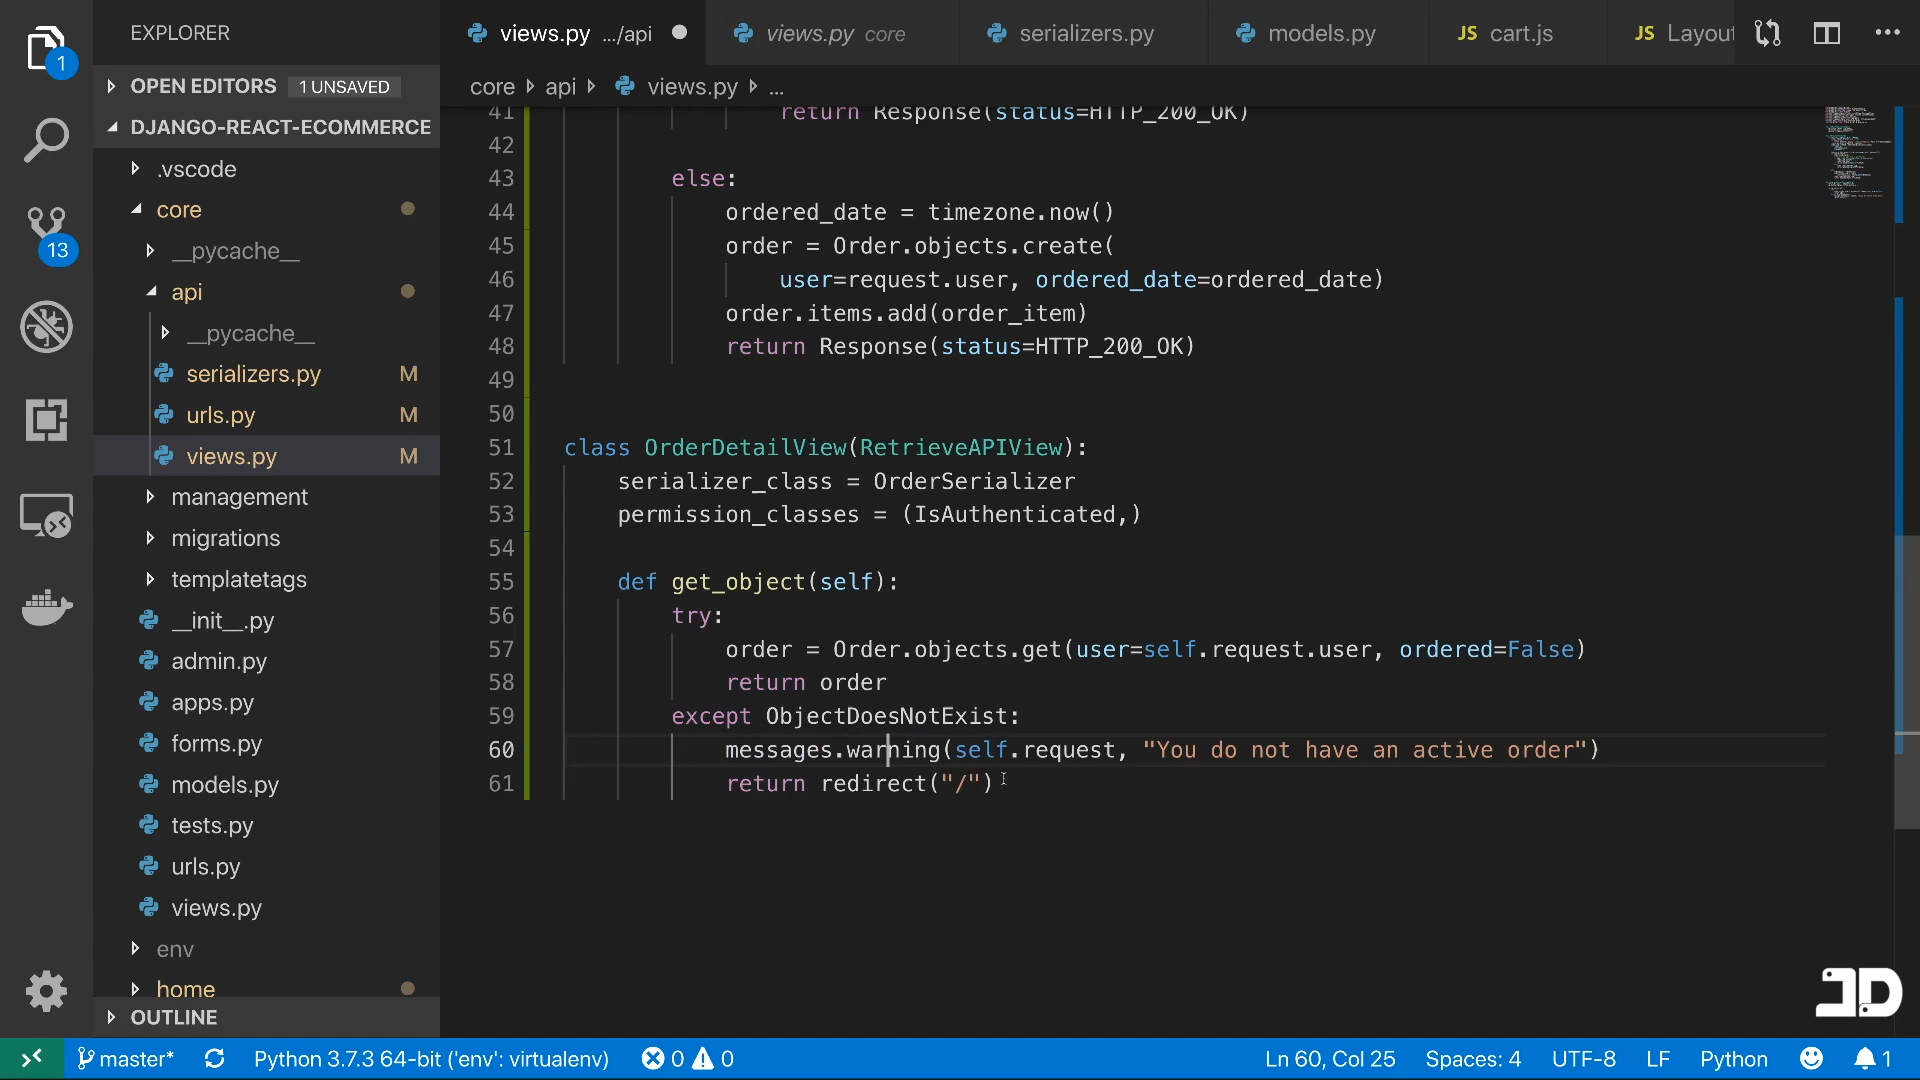 EXPLORER
views.py .../api
views.py core
serializers.py
models.py
JS cart.js
JS Layou
1
OPEN EDITORS 1 UNSAVED
core api views.py ...
DJANGO-REACT-ECOMMERCE
.vscode
core
__pycache__
api
__pycache__
serializers.py M
urls.py M
views.py M
management
migrations
templatetags
__init__.py
admin.py
apps.py
forms.py
models.py
tests.py
urls.py
views.py
env
home
OUTLINE
13
41 return Response(status=HTTP_200_OK)
42
43 else:
44 ordered_date = timezone.now()
45 order = Order.objects.create(
46 user=request.user, ordered_date=ordered_date)
47 order.items.add(order_item)
48 return Response(status=HTTP_200_OK)
49
50
51 class OrderDetailView(RetrieveAPIView):
52 serializer_class = OrderSerializer
53 permission_classes = (IsAuthenticated,)
54
55 def get_object(self):
56 try:
57 order = Order.objects.get(user=self.request.user, ordered=False)
58 return order
59 except ObjectDoesNotExist:
60 messages.warning(self.request, "You do not have an active order")
61 return redirect("/")
JD
master* Python 3.7.3 64-bit ('env': virtualenv) 0 0 Ln 60, Col 25 Spaces: 4 UTF-8 LF Python 1